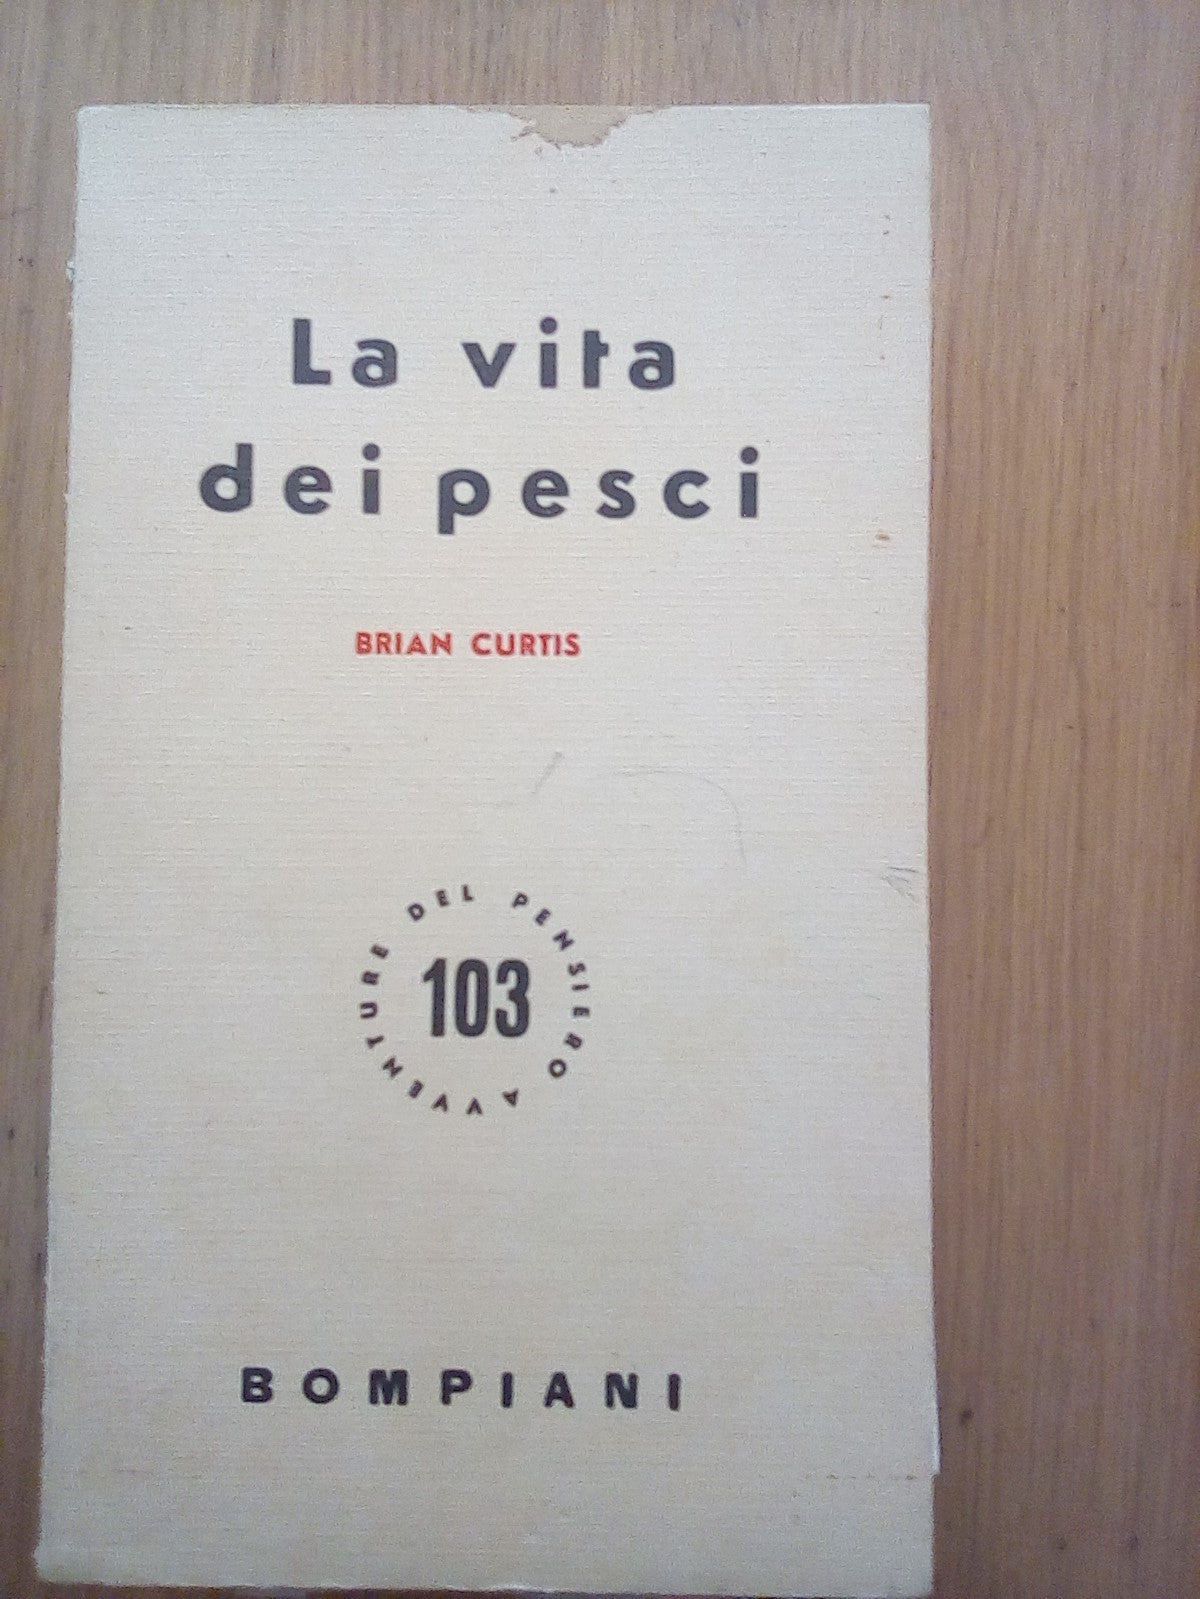 La vita
dei pesci
BRIAN CURTIS
AVVENTURE DEL PENSIERO
103
BOMPIANI